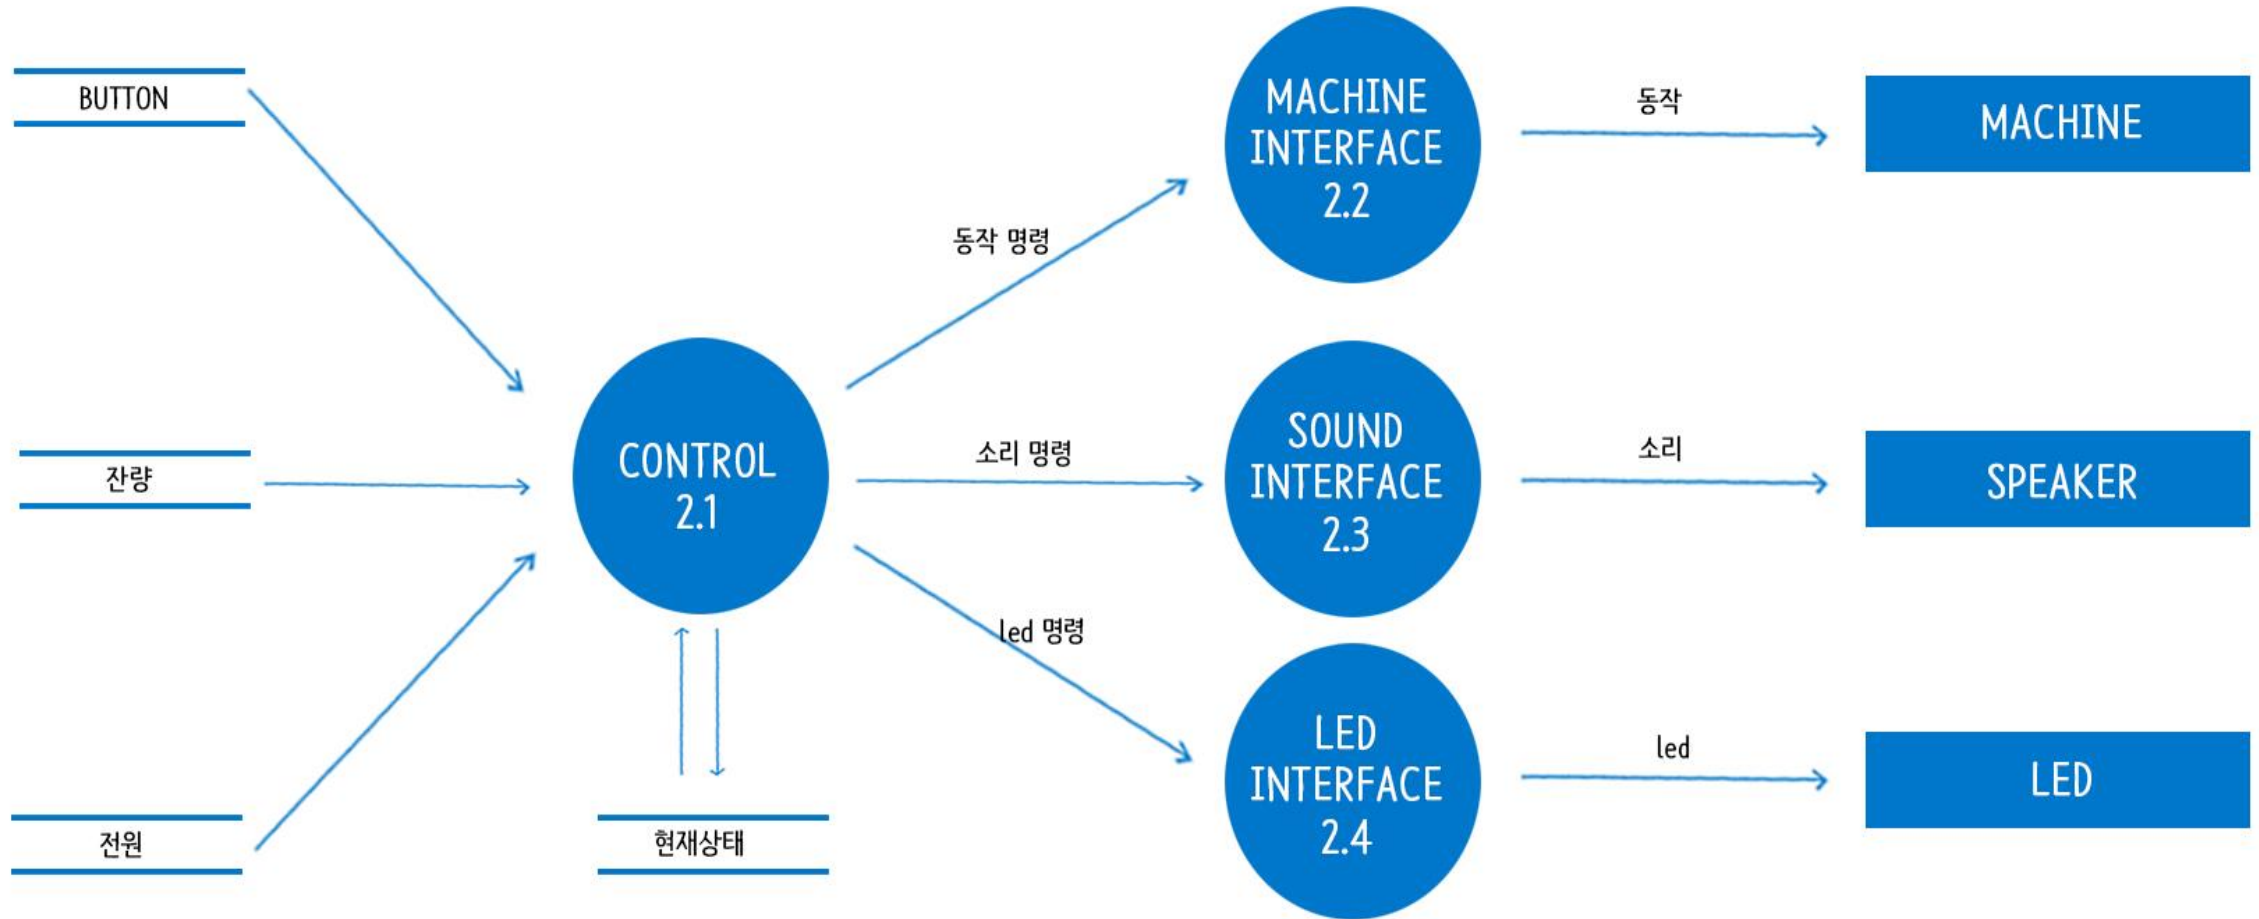 BUTTON
잔량
전원
CONTROL
2.1
현재상태
동작 명령
소리 명령
led 명령
MACHINE
INTERFACE
2.2
SOUND
INTERFACE
2.3
LED
INTERFACE
2.4
동작
소리
led
MACHINE
SPEAKER
LED